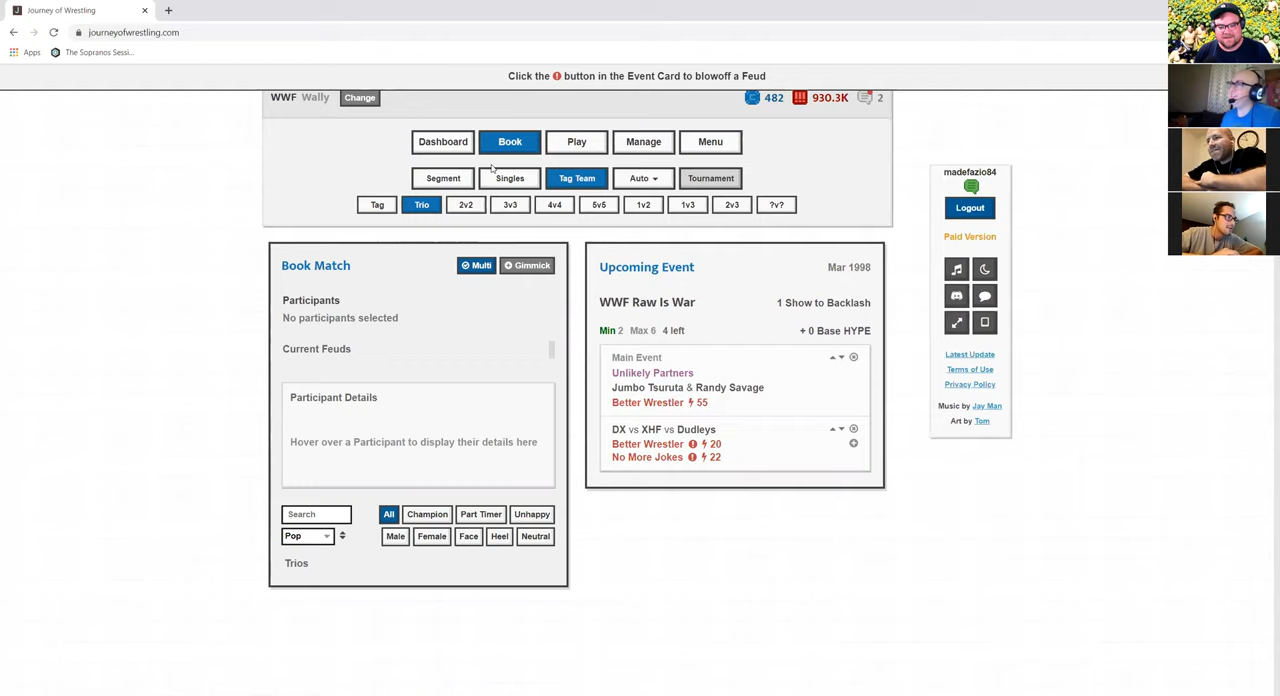 Journey of Wrestling
journeyofwrestling.com
Apps The Sopranos Sessi...
Click the button in the Event Card to blowoff a Feud
WWF Wally Change 482 930.3K 2
Dashboard Book Play Manage Menu
Segment Singles Tag Team Auto Tournament
Tag Trio 2v2 3v3 4v4 5v5 1v2 1v3 2v3 ?v?
Book Match Multi Gimmick
Participants
No participants selected
Current Feuds
Participant Details
Hover over a Participant to display their details here
Search All Champion Part Timer Unhappy
Pop Male Female Face Heel Neutral
Trios
Upcoming Event Mar 1998
WWF Raw Is War 1 Show to Backlash
Min 2 Max 6 4 left + 0 Base HYPE
Main Event
Unlikely Partners
Jumbo Tsuruta & Randy Savage
Better Wrestler 55
DX vs XHF vs Dudleys
Better Wrestler 20
No More Jokes 22
madefazio84
Logout
Paid Version
Latest Update
Terms of Use
Privacy Policy
Music by Jay Man
Art by Tom